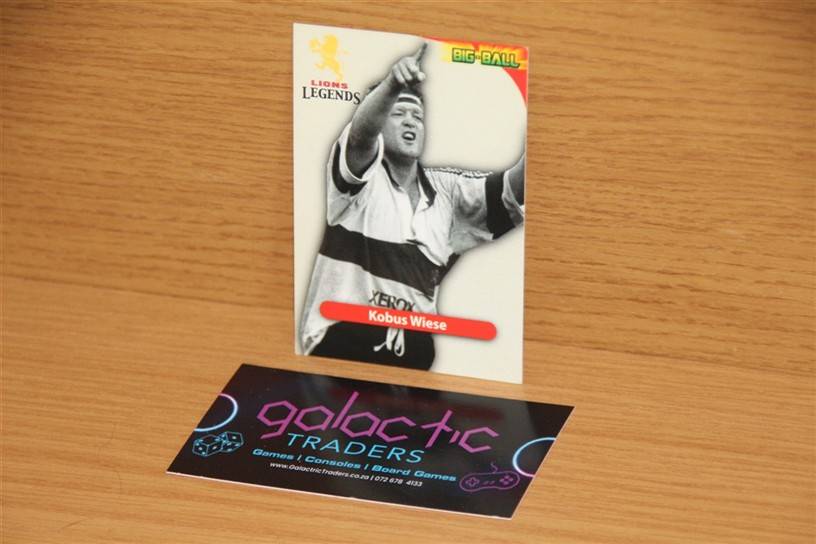 BIG BALL
LIONS
LEGENDS
XEROX
Kobus Wiese
galactic
TRADERS
Games | Consoles | Board Games
www.GalactricTraders.co.za | 072 678 4133